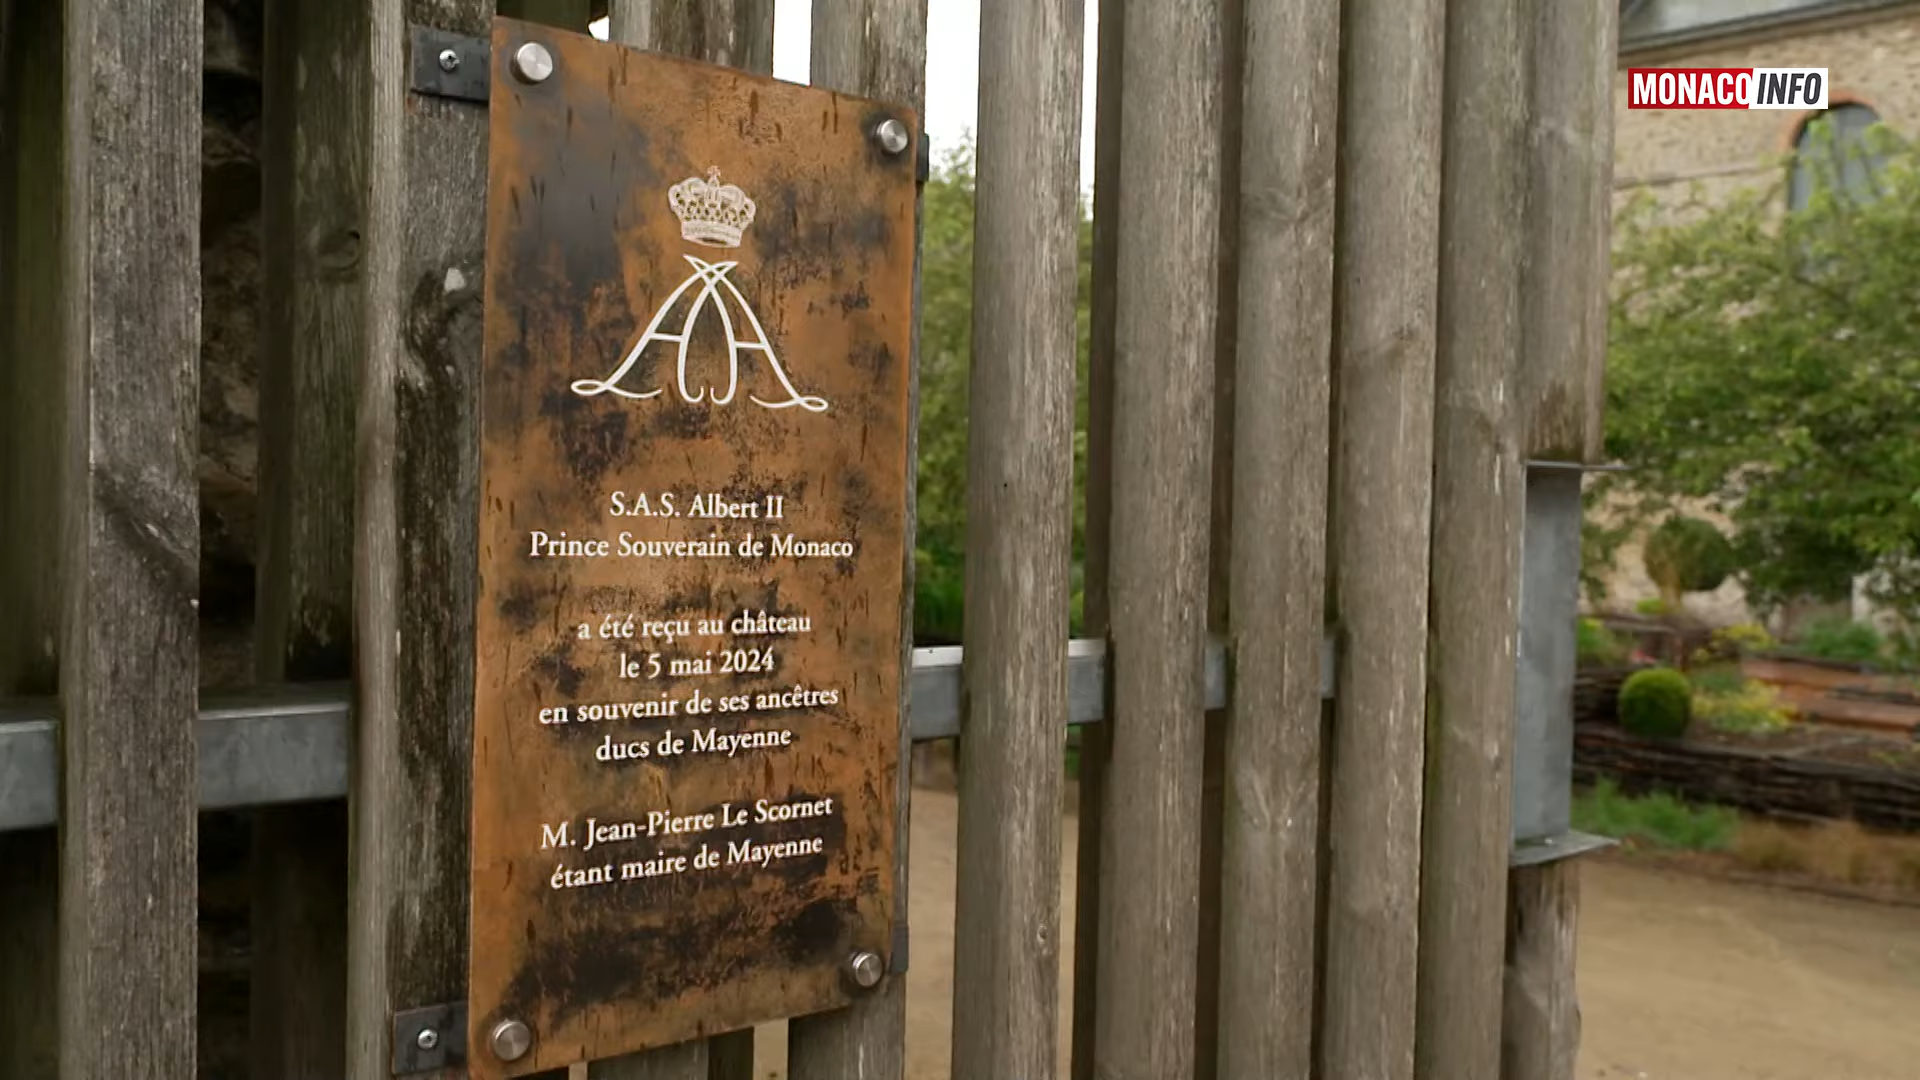 MONACO INFO
S.A.S. Albert II
Prince Souverain de Monaco
a été reçu au château
le 5 mai 2024
en souvenir de ses ancêtres
ducs de Mayenne
M. Jean-Pierre Le Scornet
étant maire de Mayenne